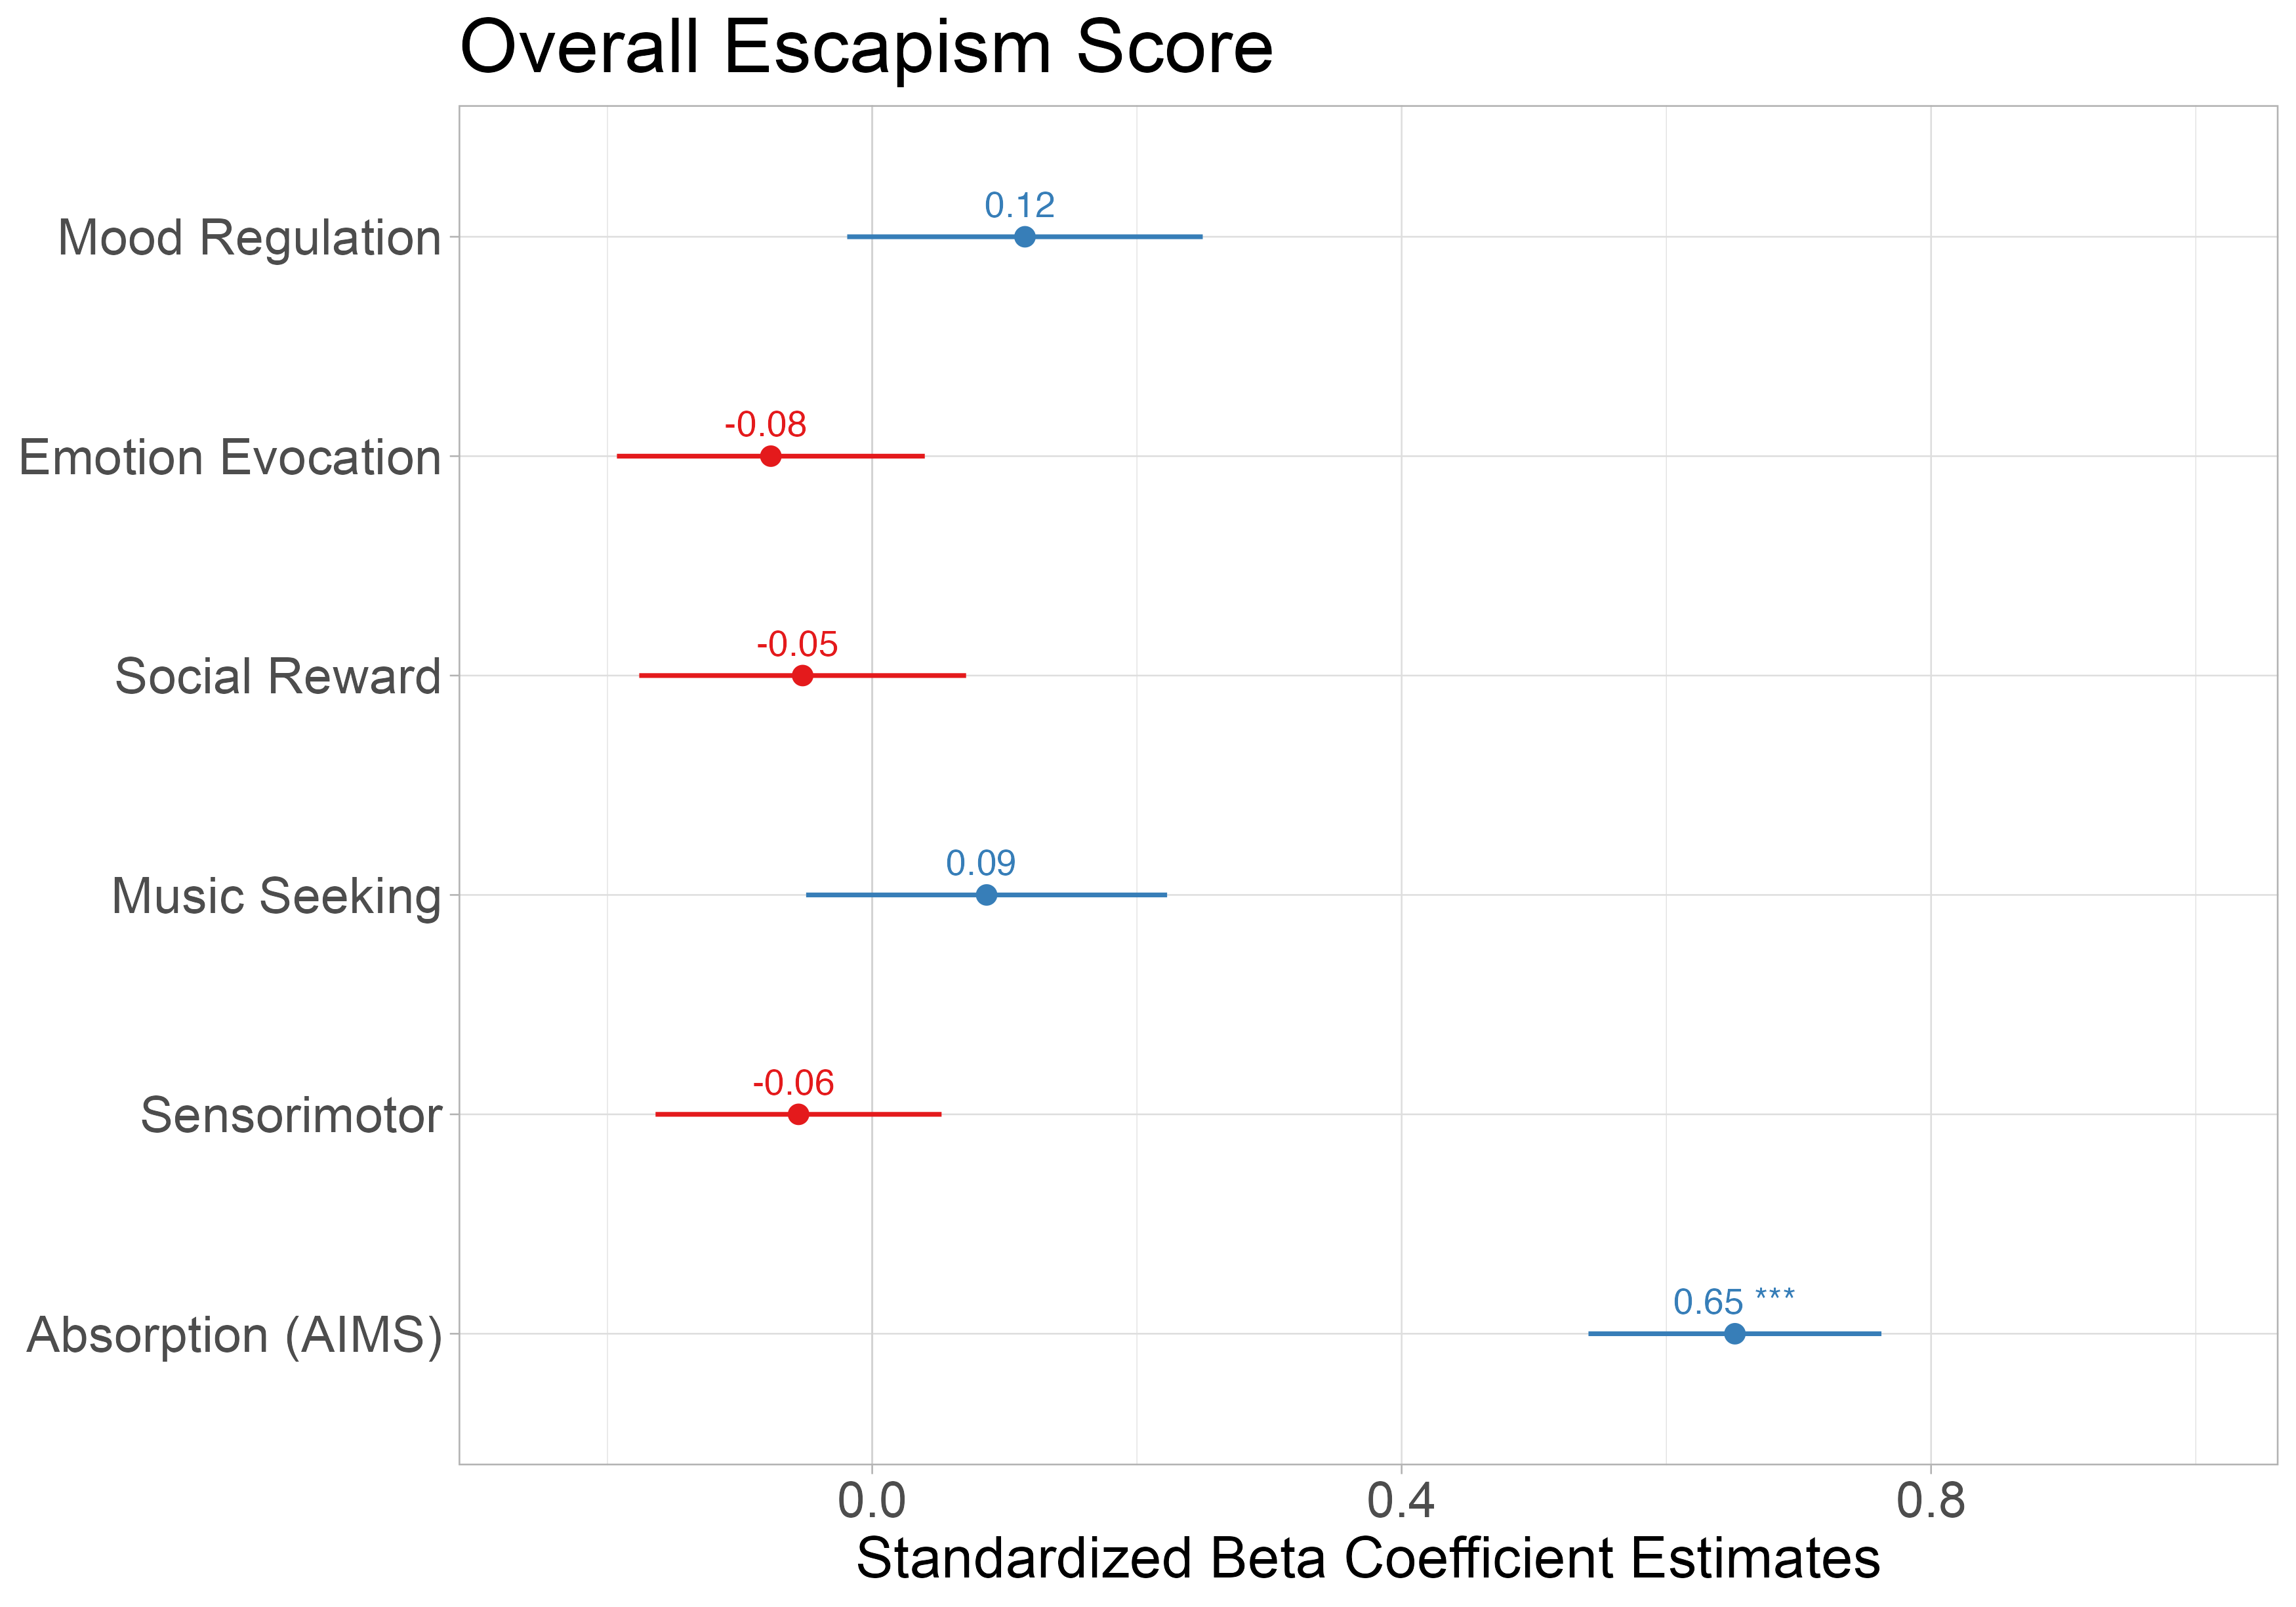 Overall Escapism Score
Mood Regulation
0.12
Emotion Evocation
-0.08
Social Reward
-0.05
Music Seeking
0.09
Sensorimotor
-0.06
Absorption (AIMS)
0.65 ***
0.0 0.4 0.8
Standardized Beta Coefficient Estimates